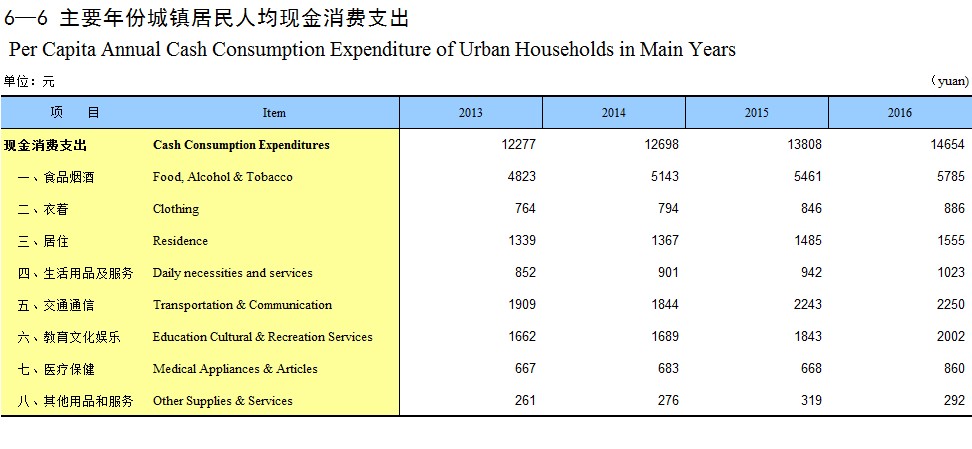 6—6 主要年份城镇居民人均现金消费支出
Per Capita Annual Cash Consumption Expenditure of Urban Households in Main Years
单位：元 （yuan)
项 目 Item 2013 2014 2015 2016
现金消费支出 Cash Consumption Expenditures 12277 12698 13808 14654
一、食品烟酒 Food, Alcohol & Tobacco 4823 5143 5461 5785
二、衣着 Clothing 764 794 846 886
三、居住 Residence 1339 1367 1485 1555
四、生活用品及服务 Daily necessities and services 852 901 942 1023
五、交通通信 Transportation & Communication 1909 1844 2243 2250
六、教育文化娱乐 Education Cultural & Recreation Services 1662 1689 1843 2002
七、医疗保健 Medical Appliances & Articles 667 683 668 860
八、其他用品和服务 Other Supplies & Services 261 276 319 292